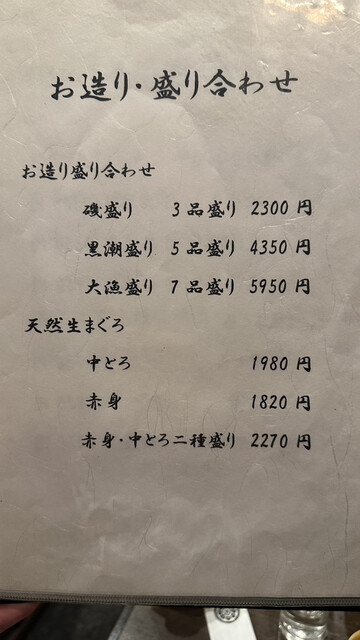 お造り・盛り合わせ
お造り盛り合わせ
磯盛り 3品盛り 2300円
黒潮盛り 5品盛り 4350円
大漁盛り 7品盛り 5950円
天然生まぐろ
中とろ 1980円
赤身 1820円
赤身・中とろ二種盛り 2270円